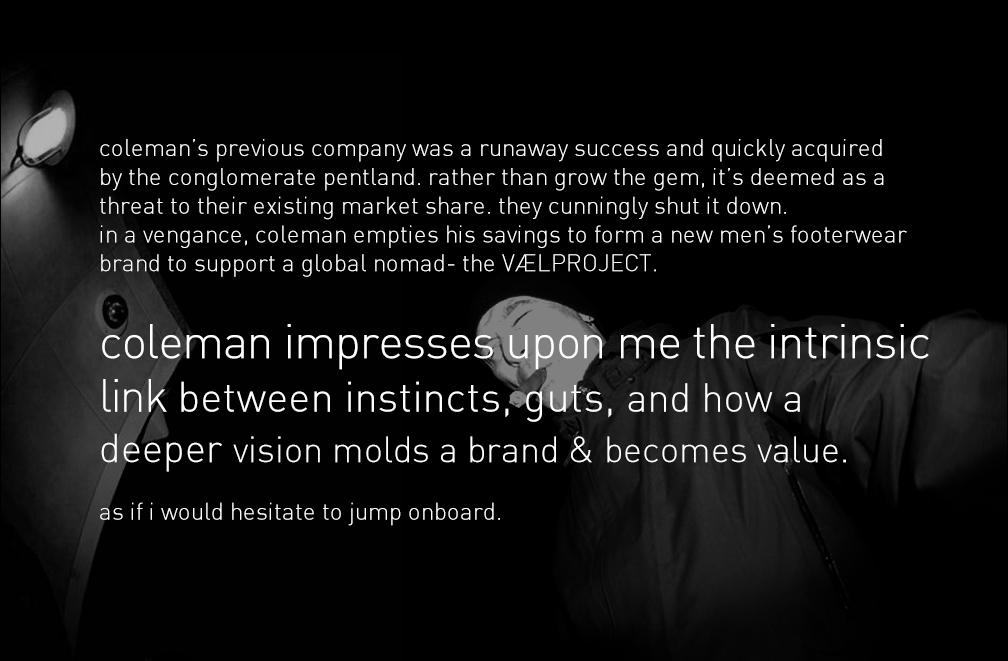 coleman's previous company was a runaway success and quickly acquired
by the conglomerate pentland. rather than grow the gem, it's deemed as a
threat to their existing market share. they cunningly shut it down.
in a vengance, coleman empties his savings to form a new men's footerwear
brand to support a global nomad- the VÆLPROJECT.
coleman impresses upon me the intrinsic
link between instincts, guts, and how a
deeper vision molds a brand & becomes value.
as if i would hesitate to jump onboard.